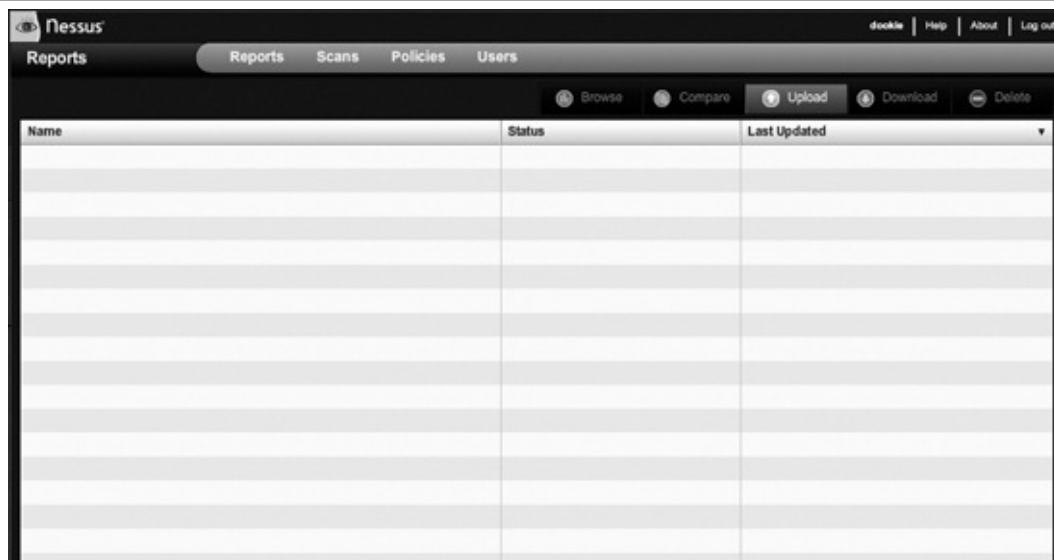 nessus
dookie | Help | About | Log out
Reports
Reports Scans Policies Users
Browse Compare Upload Download Delete
Name Status Last Updated